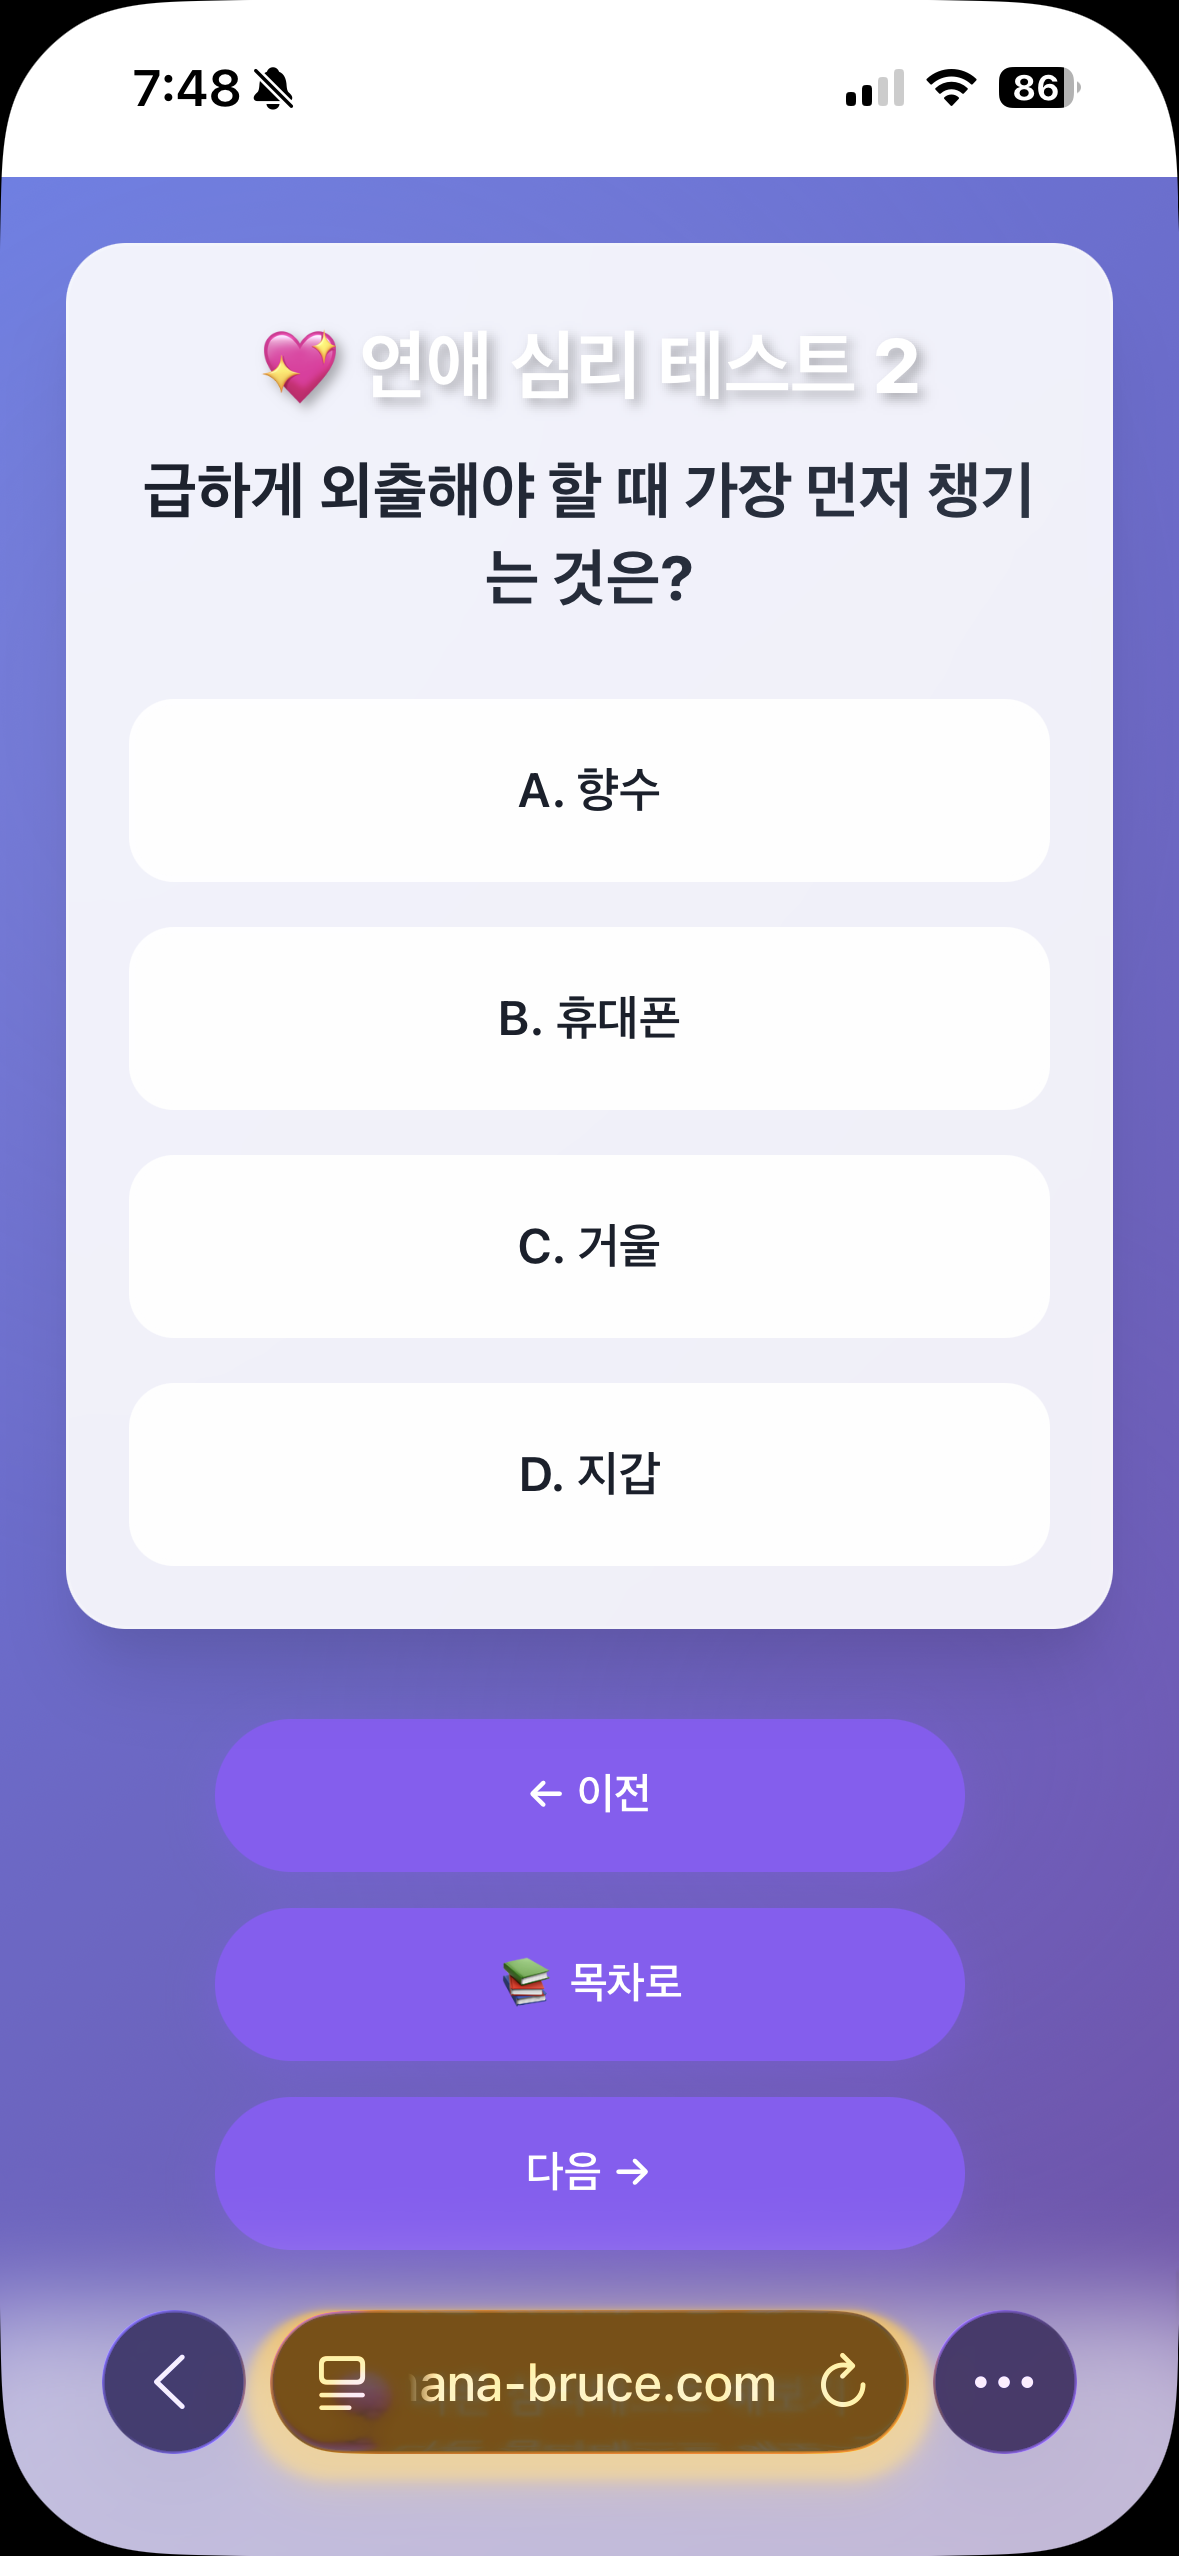 7:48
86
💖 연애 심리 테스트 2
급하게 외출해야 할 때 가장 먼저 챙기
는 것은?
A. 향수
B. 휴대폰
C. 거울
D. 지갑
← 이전
📚 목차로
다음 →
ana-bruce.com